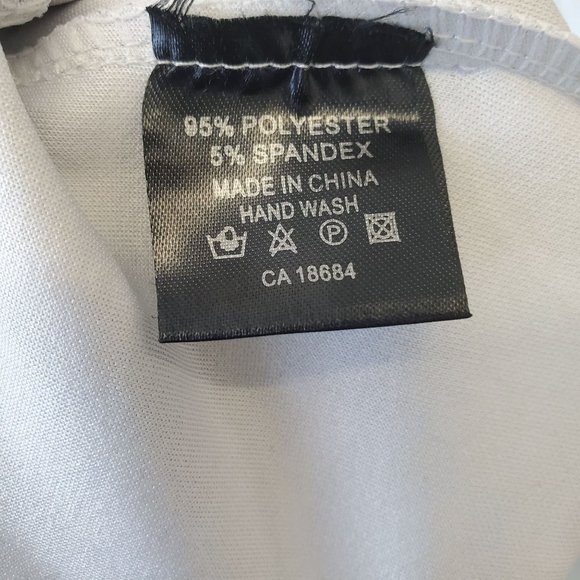 95% POLYESTER
5% SPANDEX
MADE IN CHINA
HAND WASH
P
CA 18684